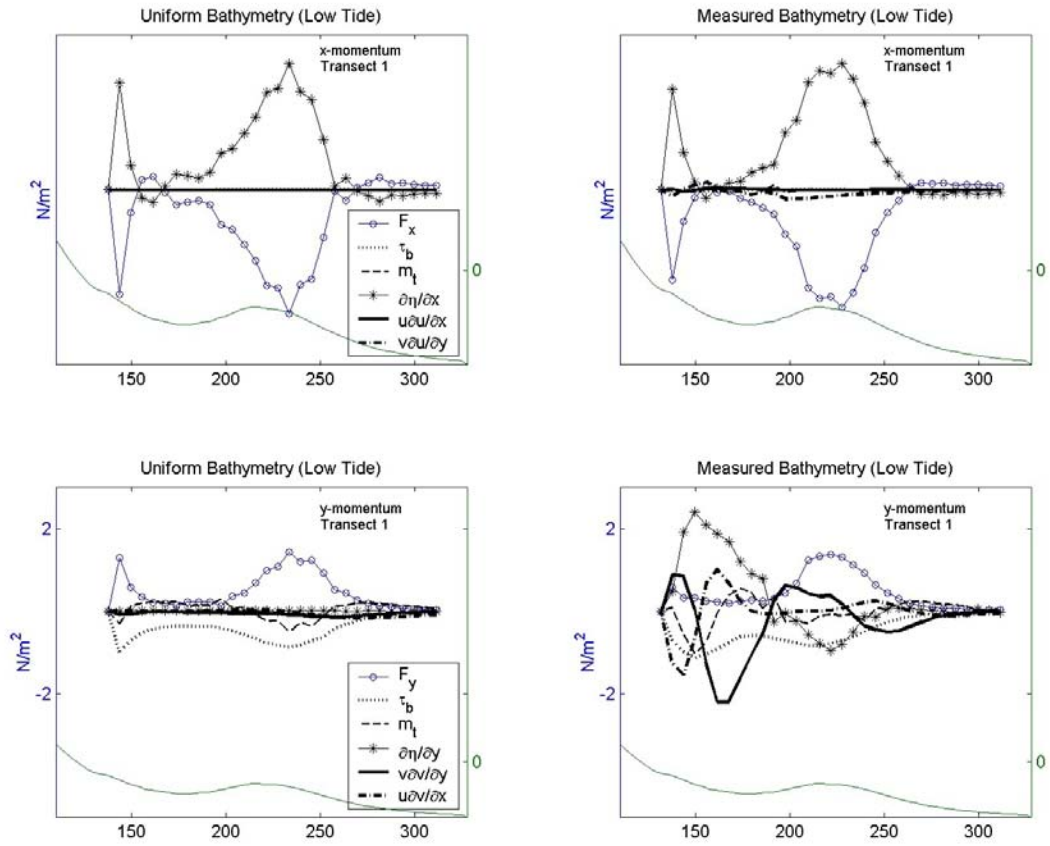 Uniform Bathymetry (Low Tide)
x-momentum
Transect 1
N/m²
0
F_x
τ_b
m_t
∂η/∂x
u∂u/∂x
v∂u/∂y
150 200 250 300
Measured Bathymetry (Low Tide)
x-momentum
Transect 1
N/m²
0
150 200 250 300
Uniform Bathymetry (Low Tide)
y-momentum
Transect 1
2
N/m²
-2
0
F_y
τ_b
m_t
∂η/∂y
v∂v/∂y
u∂v/∂x
150 200 250 300
Measured Bathymetry (Low Tide)
y-momentum
Transect 1
2
N/m²
-2
0
150 200 250 300